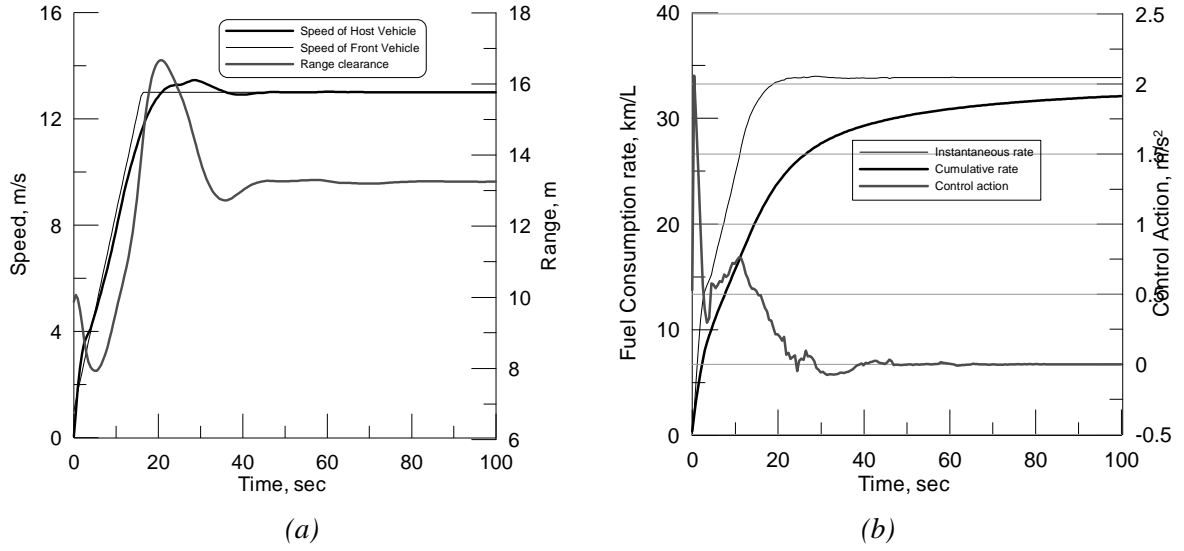 16
12
8
4
0
Speed, m/s
18
16
14
12
10
8
6
Range, m
Speed of Host Vehicle
Speed of Front Vehicle
Range clearance
0 20 40 60 80 100
Time, sec
(a)
40
30
20
10
0
Fuel Consumption rate, km/L
2.5
2
1.5
1
0.5
0
-0.5
Control Action, m/s²
Instantaneous rate
Cumulative rate
Control action
0 20 40 60 80 100
Time, sec
(b)